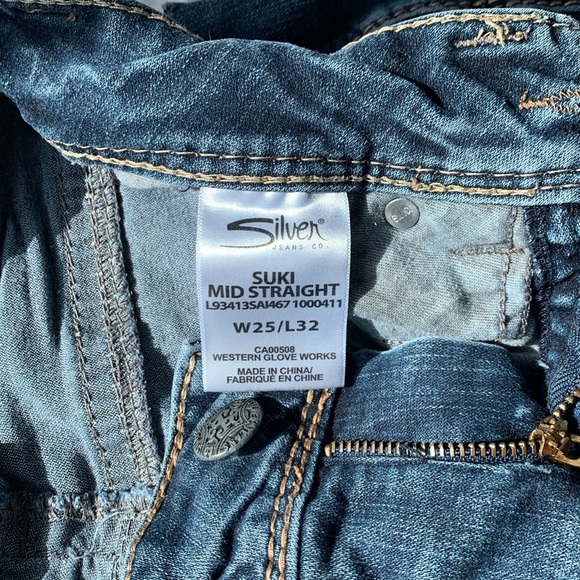 Silver®
JEANS CO.
SUKI
MID STRAIGHT
L93413SAI467 1000411
W25/L32
CA00508
WESTERN GLOVE WORKS
MADE IN CHINA/
FABRIQUÉ EN CHINE